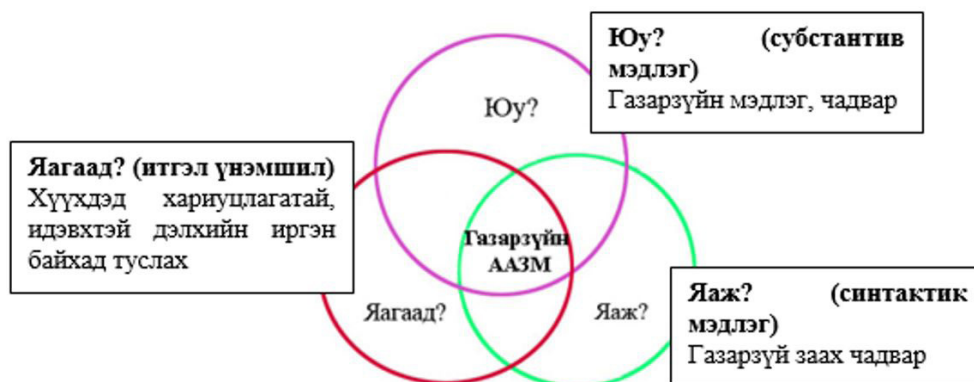 Юу? (субстантив
мэдлэг)
Газарзүйн мэдлэг, чадвар
Юу?
Яагаад? (итгэл үнэмшил)
Хүүхдэд хариуцлагатай,
идэвхтэй дэлхийн иргэн
байхад туслах
Газарзүйн
ААЗМ
Яагаад?
Яаж?
Яаж? (синтактик
мэдлэг)
Газарзүй заах чадвар